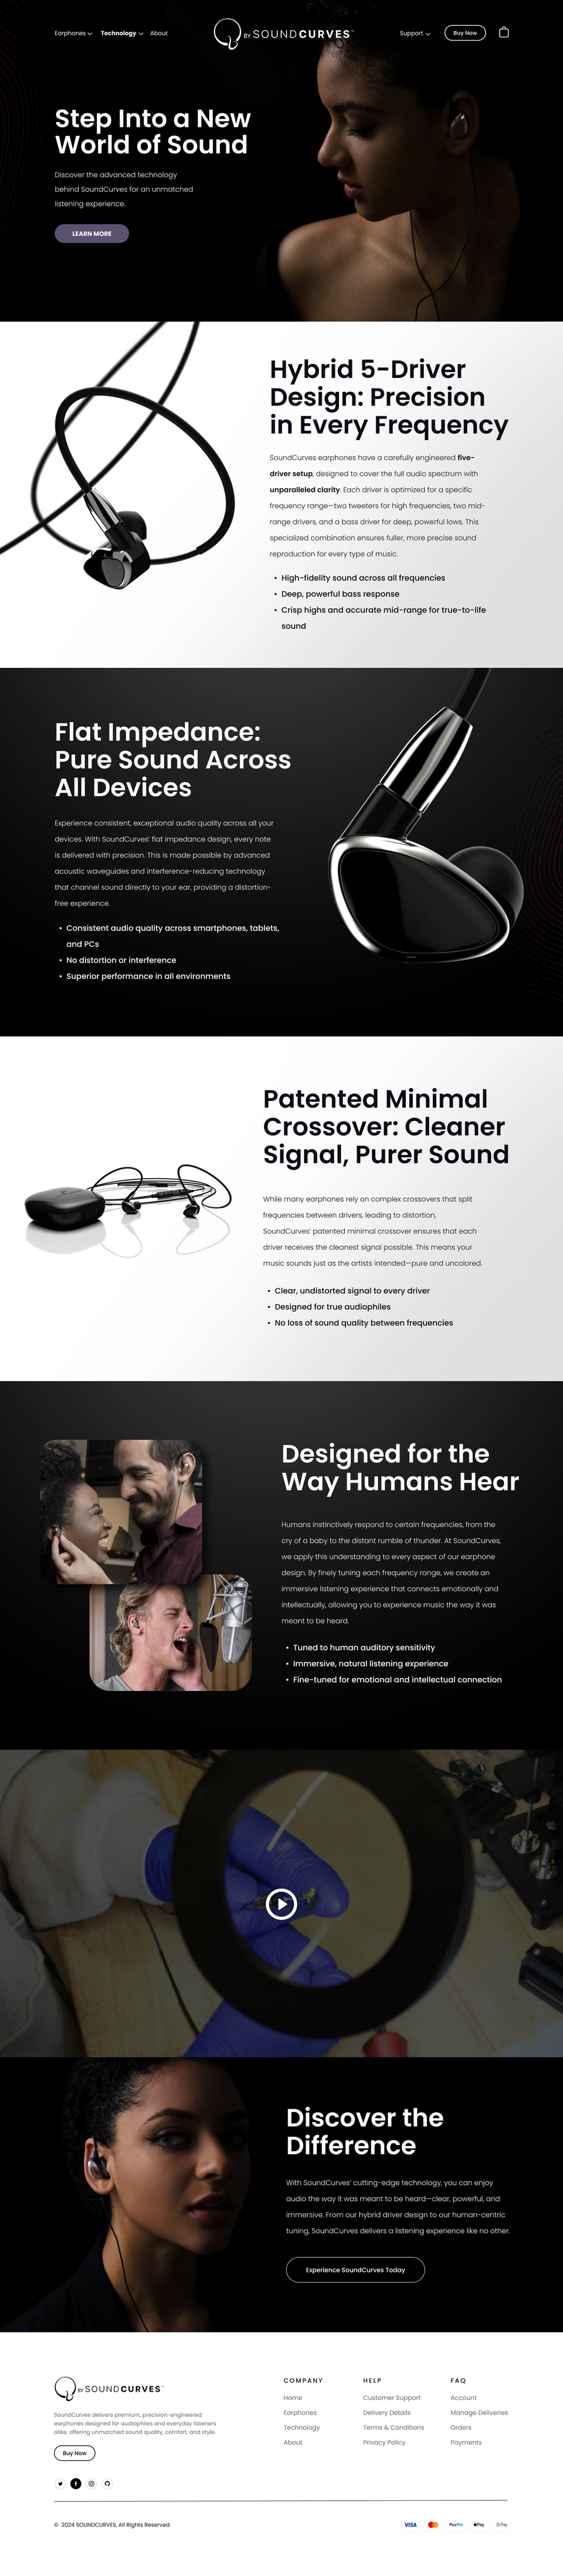 Earphones
Technology
About
BY SOUNDCURVES™
Support
Buy Now
Step Into a New
World of Sound
Discover the advanced technology
behind SoundCurves for an unmatched
listening experience.
LEARN MORE
Hybrid 5-Driver
Design: Precision
in Every Frequency
SoundCurves earphones have a carefully engineered five-
driver setup, designed to cover the full audio spectrum with
unparalleled clarity. Each driver is optimized for a specific
frequency range—two tweeters for high frequencies, two mid-
range drivers, and a bass driver for deep, powerful lows. This
specialized combination ensures fuller, more precise sound
reproduction for every type of music.
• High-fidelity sound across all frequencies
• Deep, powerful bass response
• Crisp highs and accurate mid-range for true-to-life
sound
Flat Impedance:
Pure Sound Across
All Devices
Experience consistent, exceptional audio quality across all your
devices. With SoundCurves' flat impedance design, every note
is delivered with precision. This is made possible by advanced
acoustic waveguides and interference-reducing technology
that channel sound directly to your ear, providing a distortion-
free experience.
• Consistent audio quality across smartphones, tablets,
and PCs
• No distortion or interference
• Superior performance in all environments
Patented Minimal
Crossover: Cleaner
Signal, Purer Sound
While many earphones rely on complex crossovers that split
frequencies between drivers, leading to distortion,
SoundCurves' patented minimal crossover ensures that each
driver receives the cleanest signal possible. This means your
music sounds just as the artists intended—pure and uncolored.
• Clear, undistorted signal to every driver
• Designed for true audiophiles
• No loss of sound quality between frequencies
Designed for the
Way Humans Hear
Humans instinctively respond to certain frequencies, from the
cry of a baby to the distant rumble of thunder. At SoundCurves,
we apply this understanding to every aspect of our earphone
design. By finely tuning each frequency range, we create an
immersive listening experience that connects emotionally and
intellectually, allowing you to experience music the way it was
meant to be heard.
• Tuned to human auditory sensitivity
• Immersive, natural listening experience
• Fine-tuned for emotional and intellectual connection
Discover the
Difference
With SoundCurves' cutting-edge technology, you can enjoy
audio the way it was meant to be heard—clear, powerful, and
immersive. From our hybrid driver design to our human-centric
tuning, SoundCurves delivers a listening experience like no other.
Experience SoundCurves Today
BY SOUNDCURVES™
SoundCurves delivers premium, precision-engineered
earphones designed for audiophiles and everyday listeners
alike, offering unmatched sound quality, comfort, and style.
Buy Now
COMPANY
Home
Earphones
Technology
About
HELP
Customer Support
Delivery Details
Terms & Conditions
Privacy Policy
FAQ
Account
Manage Deliveries
Orders
Payments
© 2024 SOUNDCURVES, All Rights Reserved
VISA
PayPal
Pay
G Pay